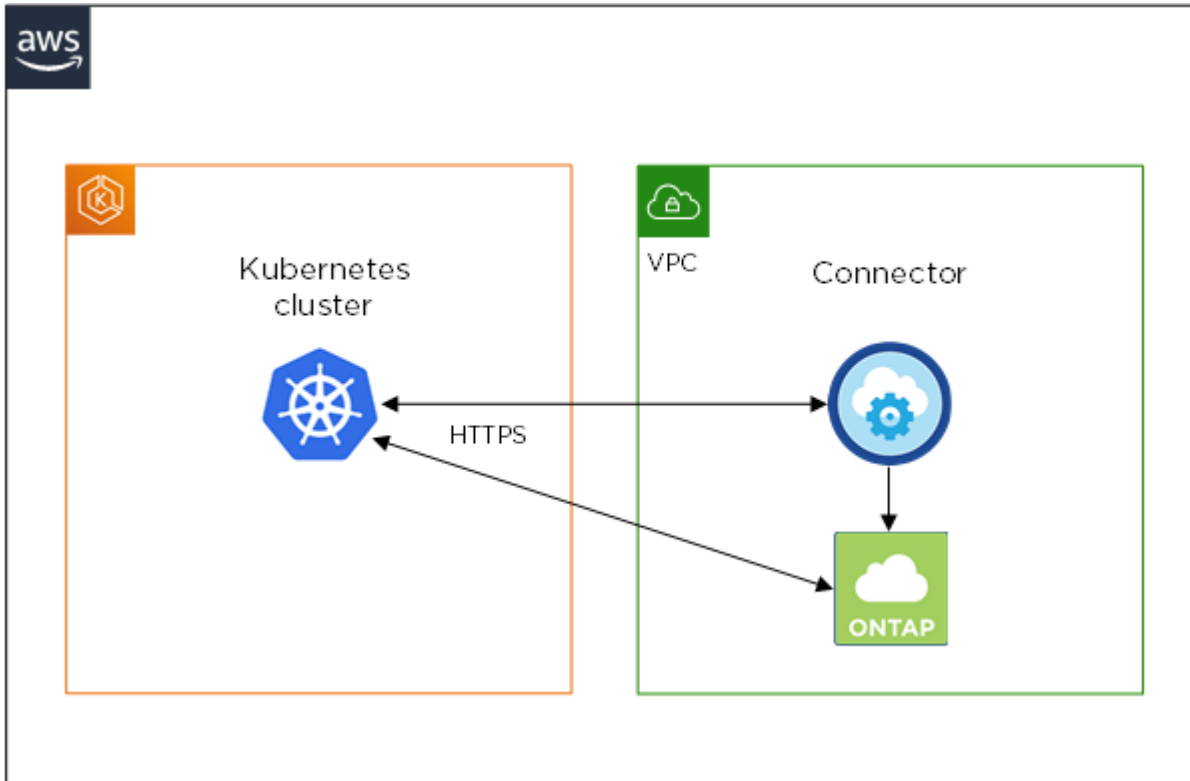 aws
K
Kubernetes
cluster
VPC
Connector
HTTPS
ONTAP